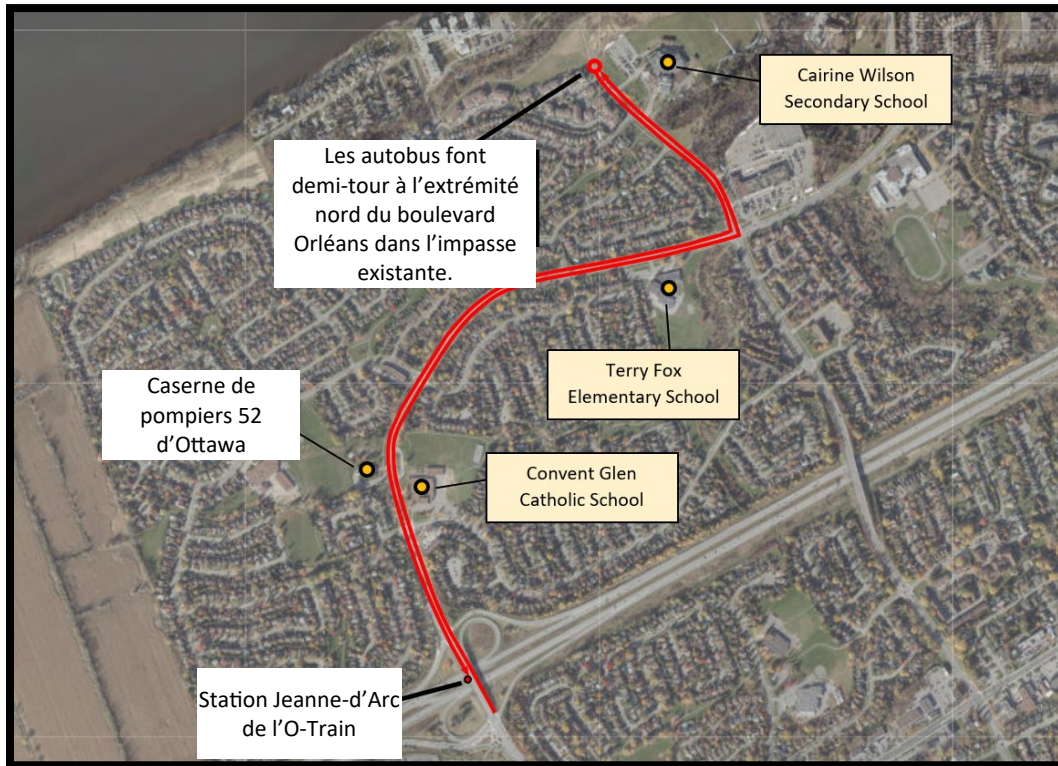 Cairine Wilson
Secondary School
Les autobus font
demi-tour à l’extrémité
nord du boulevard
Orléans dans l’impasse
existante.
Terry Fox
Elementary School
Caserne de
pompiers 52
d’Ottawa
Convent Glen
Catholic School
Station Jeanne-d’Arc
de l’O-Train